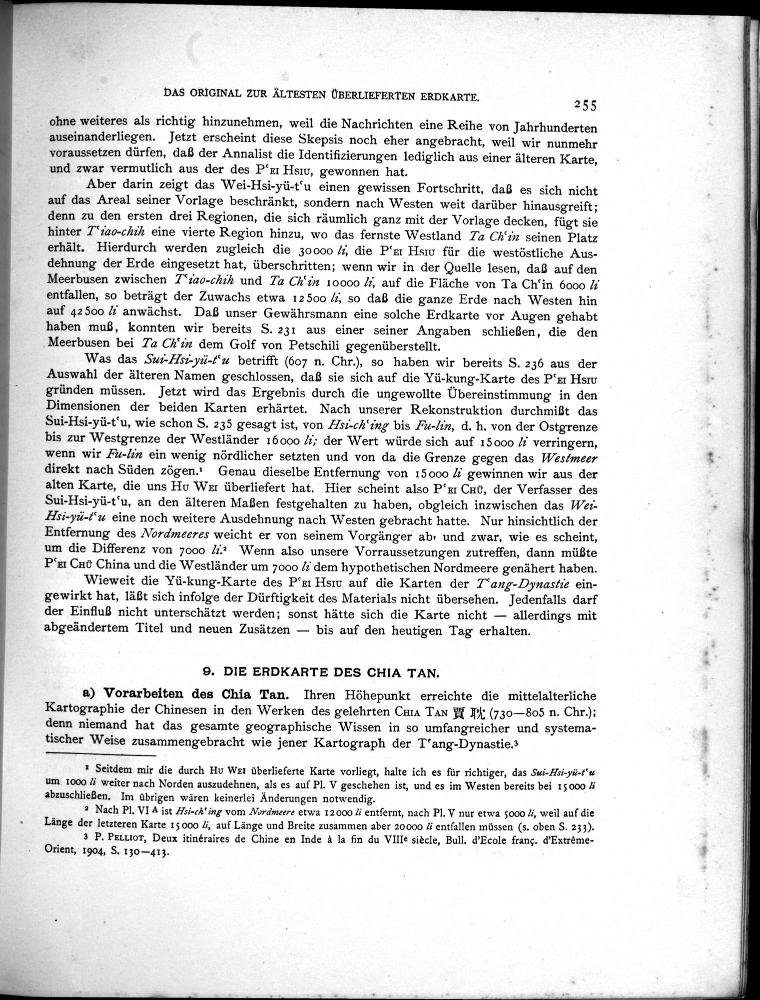 DAS ORIGINAL ZUR ÄLTESTEN ÜBERLIEFERTEN ERDKARTE.
255
ohne weiteres als richtig hinzunehmen, weil die Nachrichten eine Reihe von Jahrhunderten
auseinanderliegen. Jetzt erscheint diese Skepsis noch eher angebracht, weil wir nunmehr
voraussetzen dürfen, daß der Annalist die Identifizierungen lediglich aus einer älteren Karte,
und zwar vermutlich aus der des Pʻei Hsiu, gewonnen hat.
Aber darin zeigt das Wei-Hsi-yü-tʻu einen gewissen Fortschritt, daß es sich nicht
auf das Areal seiner Vorlage beschränkt, sondern nach Westen weit darüber hinausgreift;
denn zu den ersten drei Regionen, die sich räumlich ganz mit der Vorlage decken, fügt sie
hinter Tʻiao-chih eine vierte Region hinzu, wo das fernste Westland Ta Chʻin seinen Platz
erhält. Hierdurch werden zugleich die 30000 li, die Pʻei Hsiu für die westöstliche Aus-
dehnung der Erde eingesetzt hat, überschritten; wenn wir in der Quelle lesen, daß auf den
Meerbusen zwischen Tʻiao-chih und Ta Chʻin 10000 li, auf die Fläche von Ta Chʻin 6000 li
entfallen, so beträgt der Zuwachs etwa 12500 li, so daß die ganze Erde nach Westen hin
auf 42500 li anwächst. Daß unser Gewährsmann eine solche Erdkarte vor Augen gehabt
haben muß, konnten wir bereits S. 231 aus einer seiner Angaben schließen, die den
Meerbusen bei Ta Chʻin dem Golf von Petschili gegenüberstellt.
Was das Sui-Hsi-yü-tʻu betrifft (607 n. Chr.), so haben wir bereits S. 236 aus der
Auswahl der älteren Namen geschlossen, daß sie sich auf die Yü-kung-Karte des Pʻei Hsiu
gründen müssen. Jetzt wird das Ergebnis durch die ungewollte Übereinstimmung in den
Dimensionen der beiden Karten erhärtet. Nach unserer Rekonstruktion durchmißt das
Sui-Hsi-yü-tʻu, wie schon S. 235 gesagt ist, von Hsi-chʻing bis Fu-lin, d. h. von der Ostgrenze
bis zur Westgrenze der Westländer 16000 li; der Wert würde sich auf 15000 li verringern,
wenn wir Fu-lin ein wenig nördlicher setzten und von da die Grenze gegen das Westmeer
direkt nach Süden zögen.¹ Genau dieselbe Entfernung von 15000 li gewinnen wir aus der
alten Karte, die uns Hu Wei überliefert hat. Hier scheint also Pʻei Chü, der Verfasser des
Sui-Hsi-yü-tʻu, an den älteren Maßen festgehalten zu haben, obgleich inzwischen das Wei-
Hsi-yü-tʻu eine noch weitere Ausdehnung nach Westen gebracht hatte. Nur hinsichtlich der
Entfernung des Nordmeeres weicht er von seinem Vorgänger ab, und zwar, wie es scheint,
um die Differenz von 7000 li.² Wenn also unsere Vorraussetzungen zutreffen, dann müßte
Pʻei Chü China und die Westländer um 7000 li dem hypothetischen Nordmeere genähert haben.
Wieweit die Yü-kung-Karte des Pʻei Hsiu auf die Karten der Tʻang-Dynastie ein-
gewirkt hat, läßt sich infolge der Dürftigkeit des Materials nicht übersehen. Jedenfalls darf
der Einfluß nicht unterschätzt werden; sonst hätte sich die Karte nicht — allerdings mit
abgeändertem Titel und neuen Zusätzen — bis auf den heutigen Tag erhalten.
9. DIE ERDKARTE DES CHIA TAN.
a) Vorarbeiten des Chia Tan. Ihren Höhepunkt erreichte die mittelalterliche
Kartographie der Chinesen in den Werken des gelehrten Chia Tan 賈耽 (730—805 n. Chr.);
denn niemand hat das gesamte geographische Wissen in so umfangreicher und systema-
tischer Weise zusammengebracht wie jener Kartograph der Tʻang-Dynastie.³
¹ Seitdem mir die durch Hu Wei überlieferte Karte vorliegt, halte ich es für richtiger, das Sui-Hsi-yü-tʻu
um 1000 li weiter nach Norden auszudehnen, als es auf Pl. V geschehen ist, und es im Westen bereits bei 15000 li
abzuschließen. Im übrigen wären keinerlei Änderungen notwendig.
² Nach Pl. VI A ist Hsi-chʻing vom Nordmeere etwa 12000 li entfernt, nach Pl. V nur etwa 5000 li, weil auf die
Länge der letzteren Karte 15000 li, auf Länge und Breite zusammen aber 20000 li entfallen müssen (s. oben S. 233).
³ P. Pelliot, Deux itinéraires de Chine en Inde à la fin du VIIIe siècle, Bull. d'Ecole franç. d'Extrême-
Orient, 1904, S. 130—413.